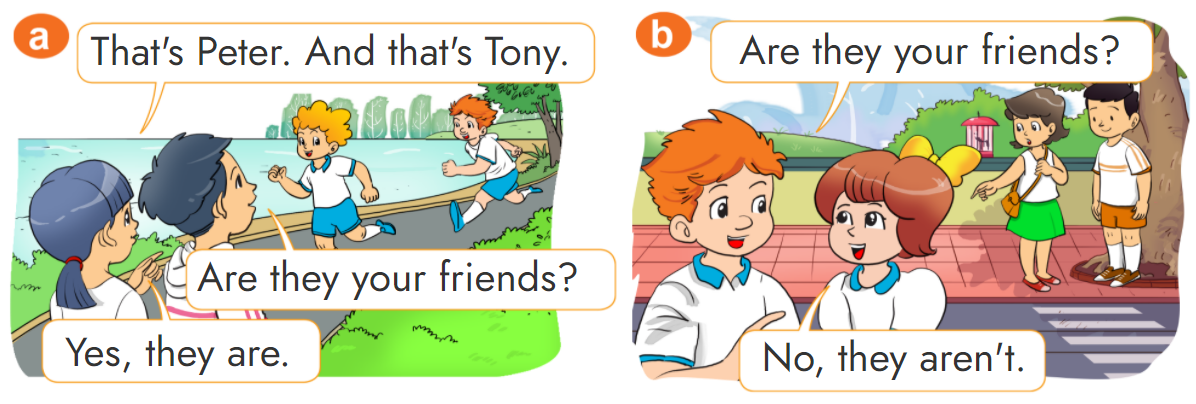 a
That's Peter. And that's Tony.
Are they your friends?
Yes, they are.
b
Are they your friends?
No, they aren't.